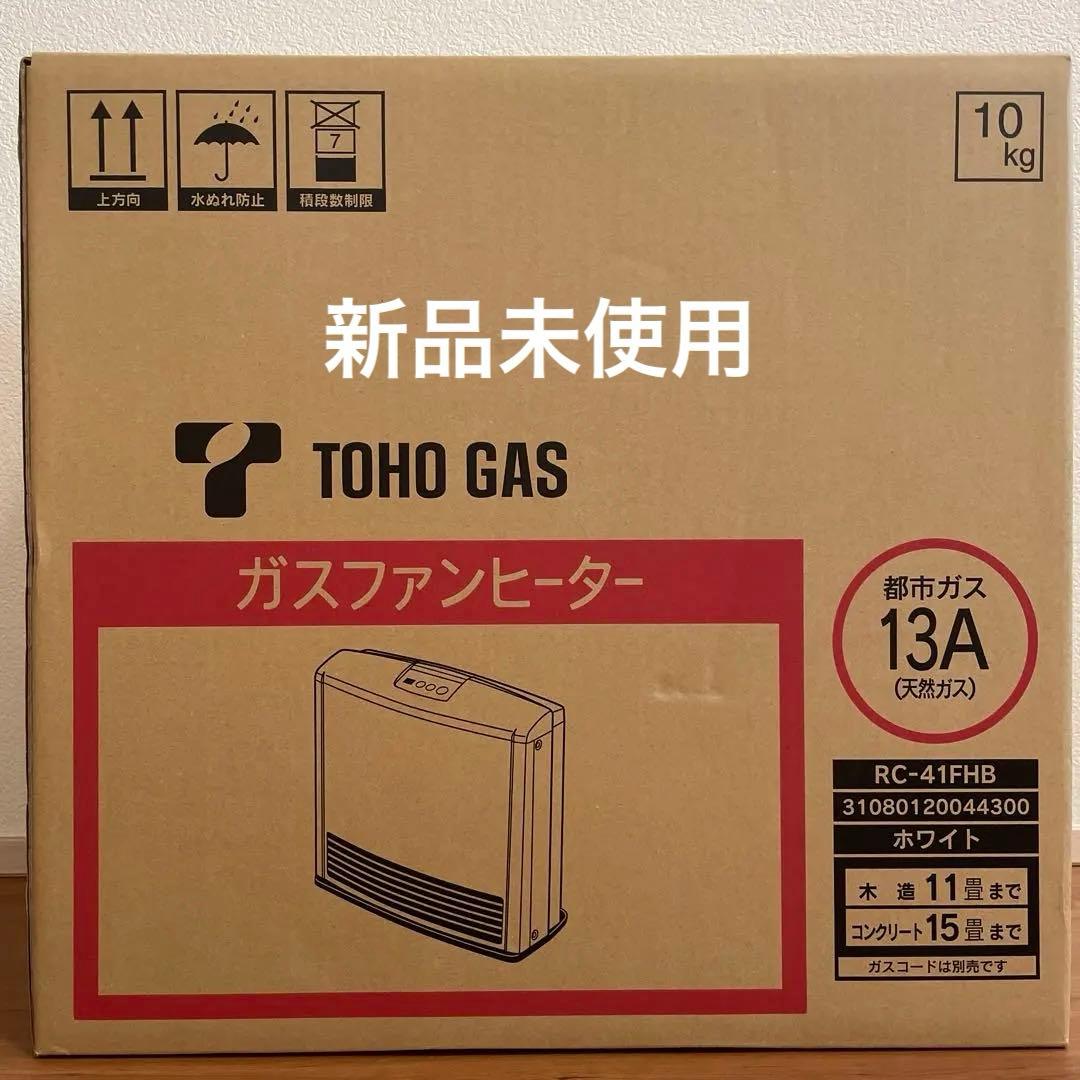 上方向
水ぬれ防止
7
積段数制限
10
kg
新品未使用
TOHO GAS
ガスファンヒーター
都市ガス
13A
(天然ガス)
RC-41FHB
31080120044300
ホワイト
木 造 11畳まで
コンクリート15畳まで
ガスコードは別売です